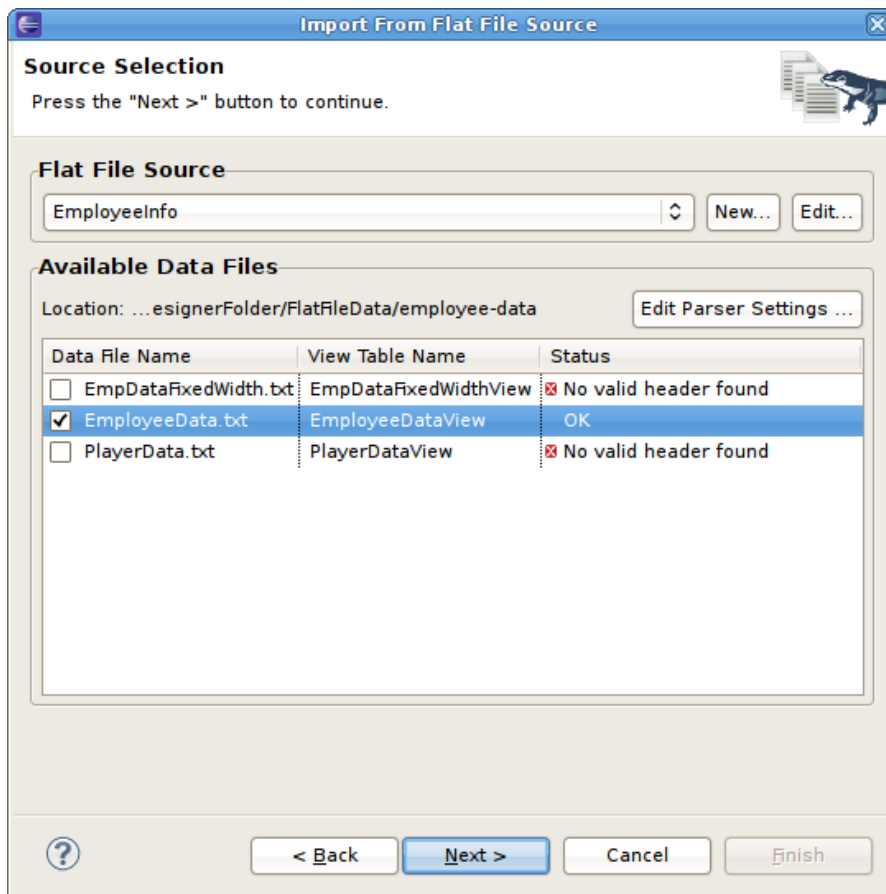 Import From Flat File Source
Source Selection
Press the "Next >" button to continue.
Flat File Source
EmployeeInfo New... Edit...
Available Data Files
Location: ...esignerFolder/FlatFileData/employee-data Edit Parser Settings ...
Data File Name View Table Name Status
EmpDataFixedWidth.txt EmpDataFixedWidthView No valid header found
EmployeeData.txt EmployeeDataView OK
PlayerData.txt PlayerDataView No valid header found
? < Back Next > Cancel Finish